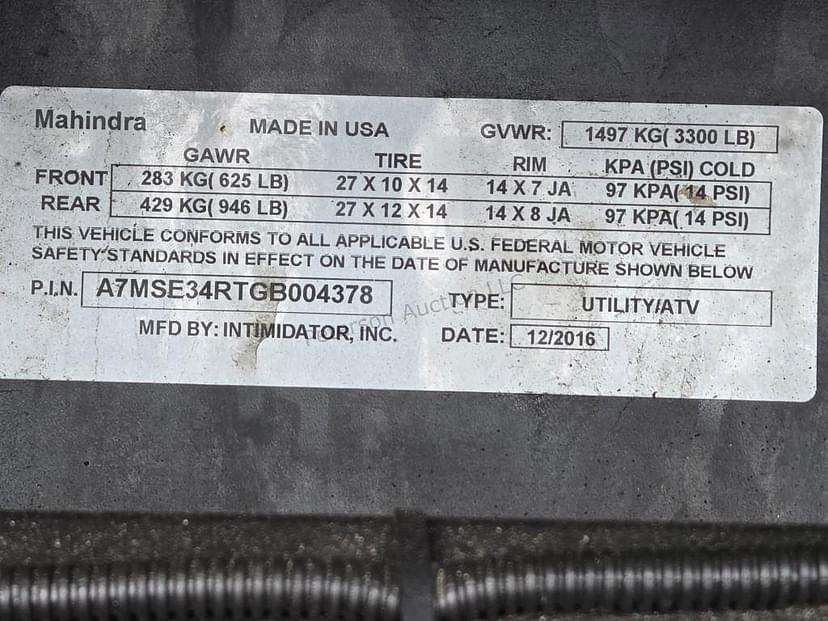 Mahindra MADE IN USA GVWR: 1497 KG( 3300 LB)
GAWR TIRE RIM KPA (PSI) COLD
FRONT 283 KG( 625 LB) 27 X 10 X 14 14 X 7 JA 97 KPA( 14 PSI)
REAR 429 KG( 946 LB) 27 X 12 X 14 14 X 8 JA 97 KPA( 14 PSI)
THIS VEHICLE CONFORMS TO ALL APPLICABLE U.S. FEDERAL MOTOR VEHICLE
SAFETY STANDARDS IN EFFECT ON THE DATE OF MANUFACTURE SHOWN BELOW
P.I.N. A7MSE34RTGB004378 TYPE: UTILITY/ATV
MFD BY: INTIMIDATOR, INC. DATE: 12/2016